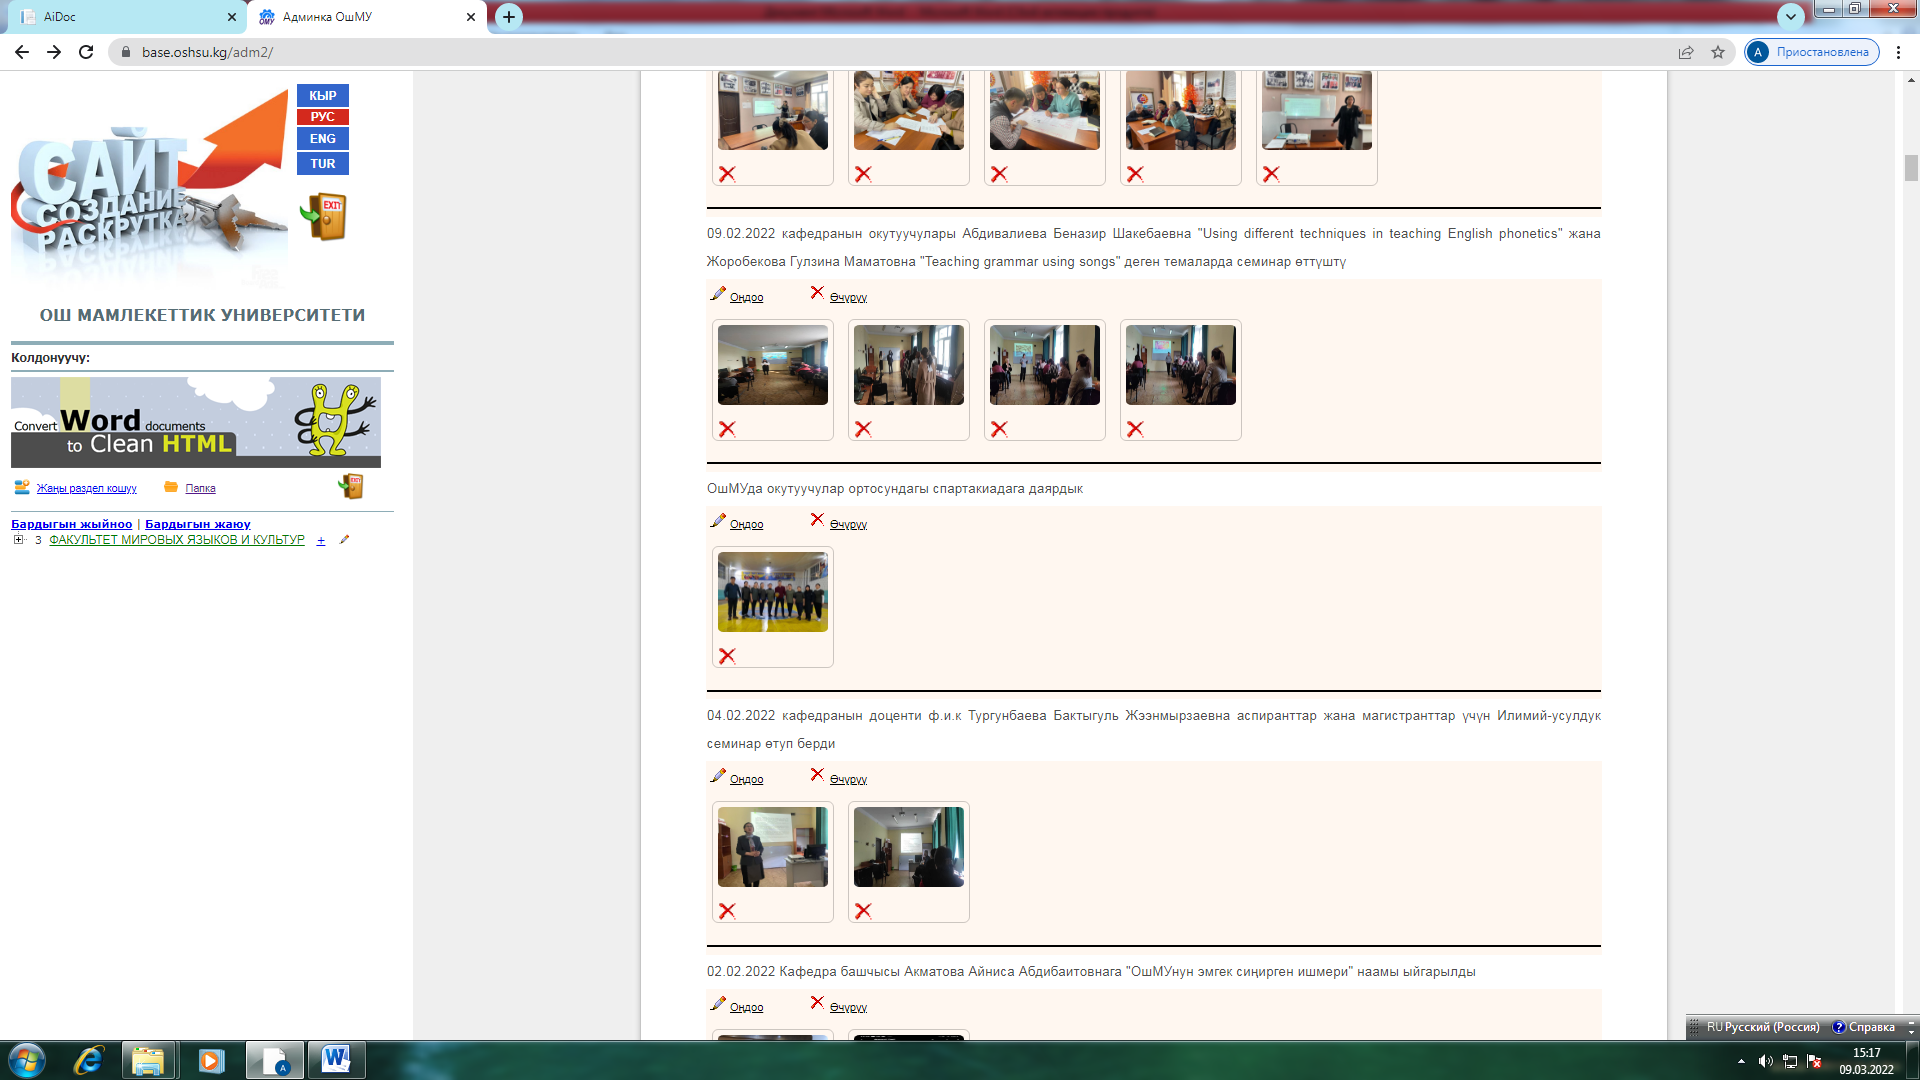 AiDoc
Админка ОшМУ
base.oshsu.kg/adm2/
A Приостановлена
САЙТ
СОЗДАНИЕ
РАСКРУТКА
КЫР
РУС
ENG
TUR
EXIT
ОШ МАМЛЕКЕТТИК УНИВЕРСИТЕТИ
Колдонуучу:
Convert Word documents
to Clean HTML
Жаңы раздел кошуу Папка
Бардыгын жыйноо | Бардыгын жаюу
3 ФАКУЛЬТЕТ МИРОВЫХ ЯЗЫКОВ И КУЛЬТУР +
09.02.2022 кафедранын окутуучулары Абдивалиева Беназир Шакебаевна "Using different techniques in teaching English phonetics" жана
Жоробекова Гулзина Маматовна "Teaching grammar using songs" деген темаларда семинар өттүштү
Оңдоо Өчүрүү
ОшМУда окутуучулар ортосундагы спартакиадага даярдык
Оңдоо Өчүрүү
04.02.2022 кафедранын доценти ф.и.к Тургунбаева Бактыгуль Жээнмырзаевна аспиранттар жана магистранттар үчүн Илимий-усулдук
семинар өтуп берди
Оңдоо Өчүрүү
02.02.2022 Кафедра башчысы Акматова Айниса Абдибаитовнага "ОшМУнун эмгек сиңирген ишмери" наамы ыйгарылды
Оңдоо Өчүрүү
RU Русский (Россия) Справка
15:17
09.03.2022